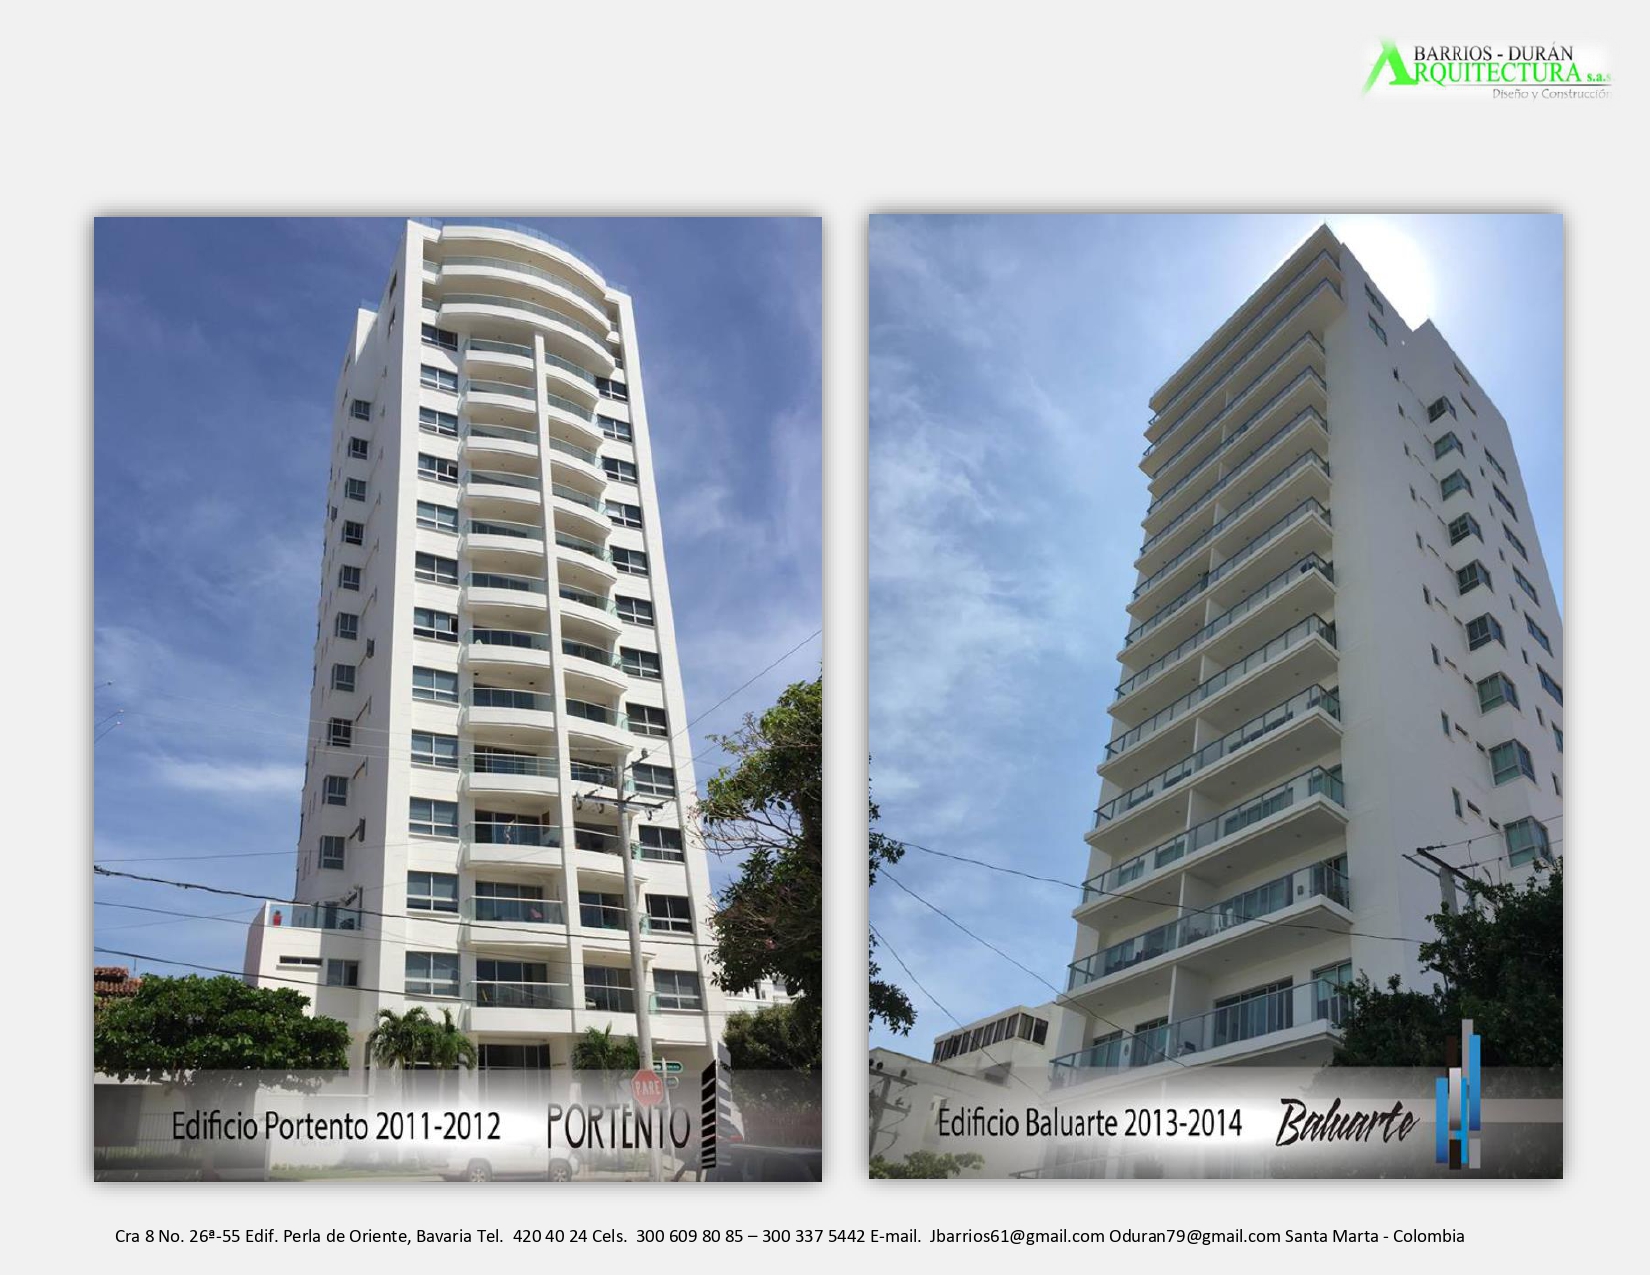 BARRIOS - DURÁN
ARQUITECTURA s.a.s
Diseño y Construcción
PARE
Edificio Portento 2011-2012
PORTENTO
Edificio Baluarte 2013-2014
Baluarte
Cra 8 No. 26ª-55 Edif. Perla de Oriente, Bavaria Tel.  420 40 24 Cels.  300 609 80 85 – 300 337 5442 E-mail.  Jbarrios61@gmail.com Oduran79@gmail.com Santa Marta - Colombia